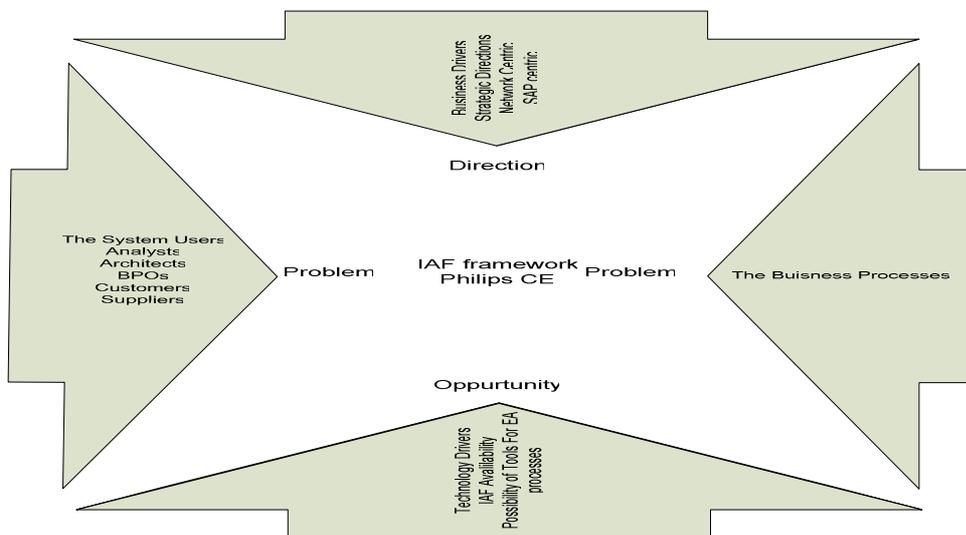 Business Drivers
Strategic Directions
Network Centric
SAP centric
Direction
The System Users
Analysts
Architects
BPOs
Customers
Suppliers
Problem
IAF framework
Philips CE
Problem
The Buisness Processes
Oppurtunity
Technology Drivers
IAF Availilability
Possibility of Tools For EA
processes